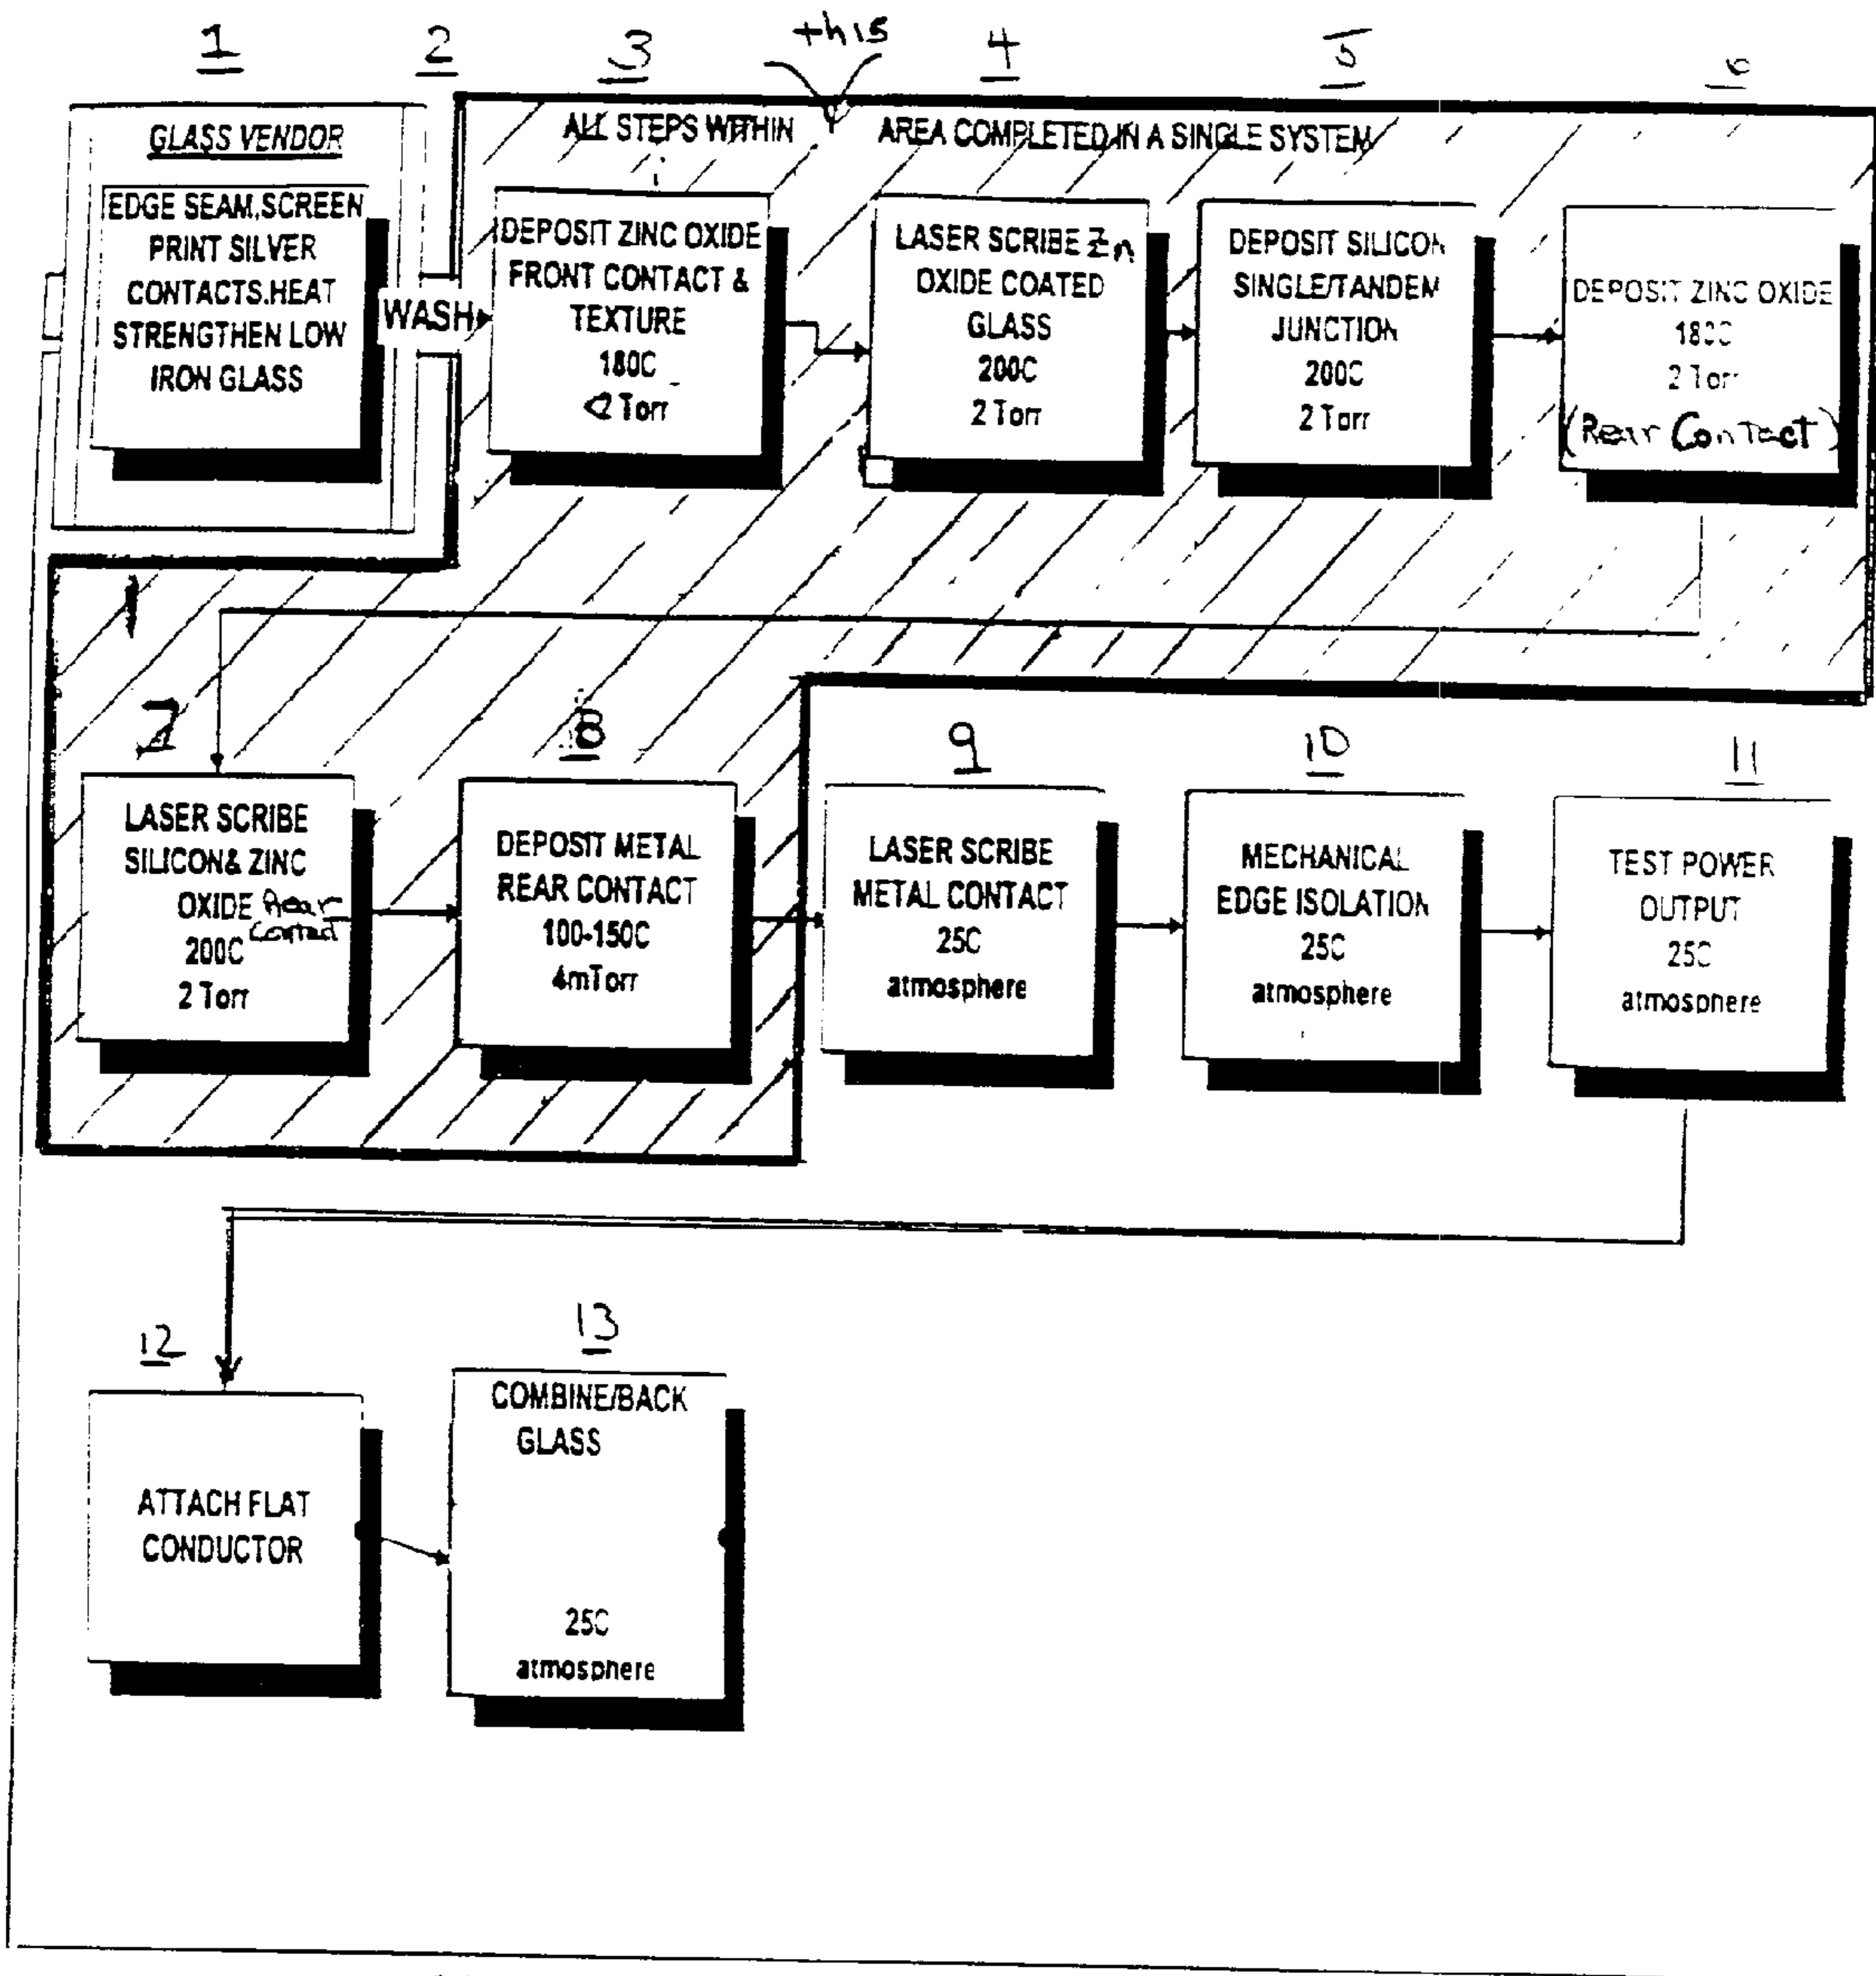 1
2
3
this
4
5
6
GLASS VENDOR
ALL STEPS WITHIN AREA COMPLETED IN A SINGLE SYSTEM
EDGE SEAM, SCREEN
PRINT SILVER
CONTACTS. HEAT
STRENGTHEN LOW
IRON GLASS
WASH
DEPOSIT ZINC OXIDE
FRONT CONTACT &
TEXTURE
180C
<2 Torr
LASER SCRIBE Zn
OXIDE COATED
GLASS
200C
2 Torr
DEPOSIT SILICON
SINGLE/TANDEM
JUNCTION
200C
2 Torr
DEPOSIT ZINC OXIDE
180C
2 Torr
(Rear Contact)
7
8
9
10
11
LASER SCRIBE
SILICON& ZINC
OXIDE Rear
Contact
200C
2 Torr
DEPOSIT METAL
REAR CONTACT
100-150C
4mTorr
LASER SCRIBE
METAL CONTACT
25C
atmosphere
MECHANICAL
EDGE ISOLATION
25C
atmosphere
TEST POWER
OUTPUT
25C
atmosphere
12
13
ATTACH FLAT
CONDUCTOR
COMBINE/BACK
GLASS
25C
atmosphere